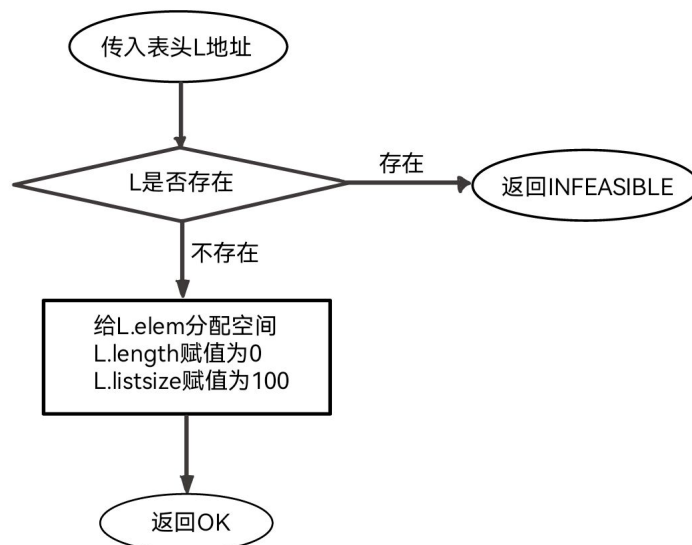 传入表头L地址
L是否存在
存在
返回INFEASIBLE
不存在
给L.elem分配空间
L.length赋值为0
L.listsize赋值为100
返回OK